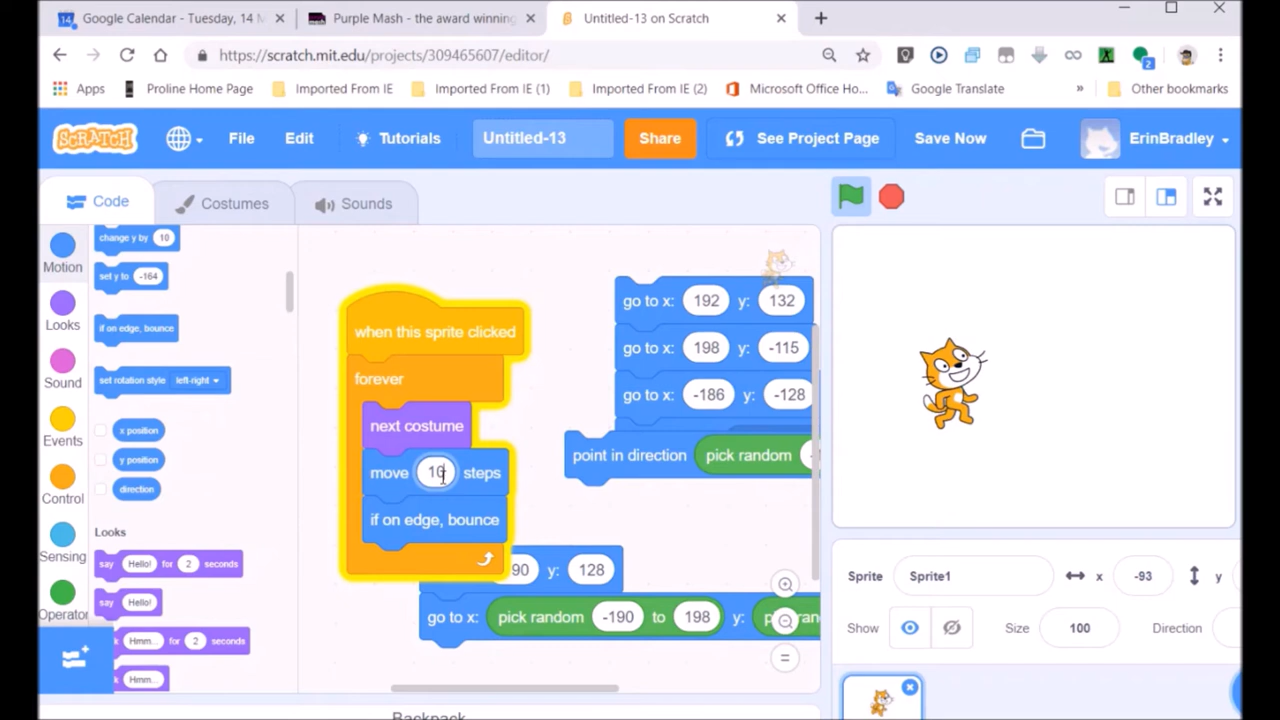 Google Calendar - Tuesday, 14 M
Purple Mash - the award winning
Untitled-13 on Scratch
https://scratch.mit.edu/projects/309465607/editor/
Apps
Proline Home Page
Imported From IE
Imported From IE (1)
Imported From IE (2)
Microsoft Office Ho...
Google Translate
»
Other bookmarks
SCRATCH
File
Edit
Tutorials
Untitled-13
Share
See Project Page
Save Now
ErinBradley
Code
Costumes
Sounds
Motion
Looks
Sound
Events
Control
Sensing
Operator
change y by 10
set y to -164
if on edge, bounce
set rotation style left-right
x position
y position
direction
Looks
say Hello! for 2 seconds
say Hello!
Hmm... for 2 seconds
Hmm...
when this sprite clicked
forever
next costume
move 10 steps
if on edge, bounce
go to x: 192 y: 132
go to x: 198 y: -115
go to x: -186 y: -128
point in direction pick random
90 y: 128
go to x: pick random -190 to 198 y:
Sprite Sprite1 x -93 y
Show Size 100 Direction
Backpack